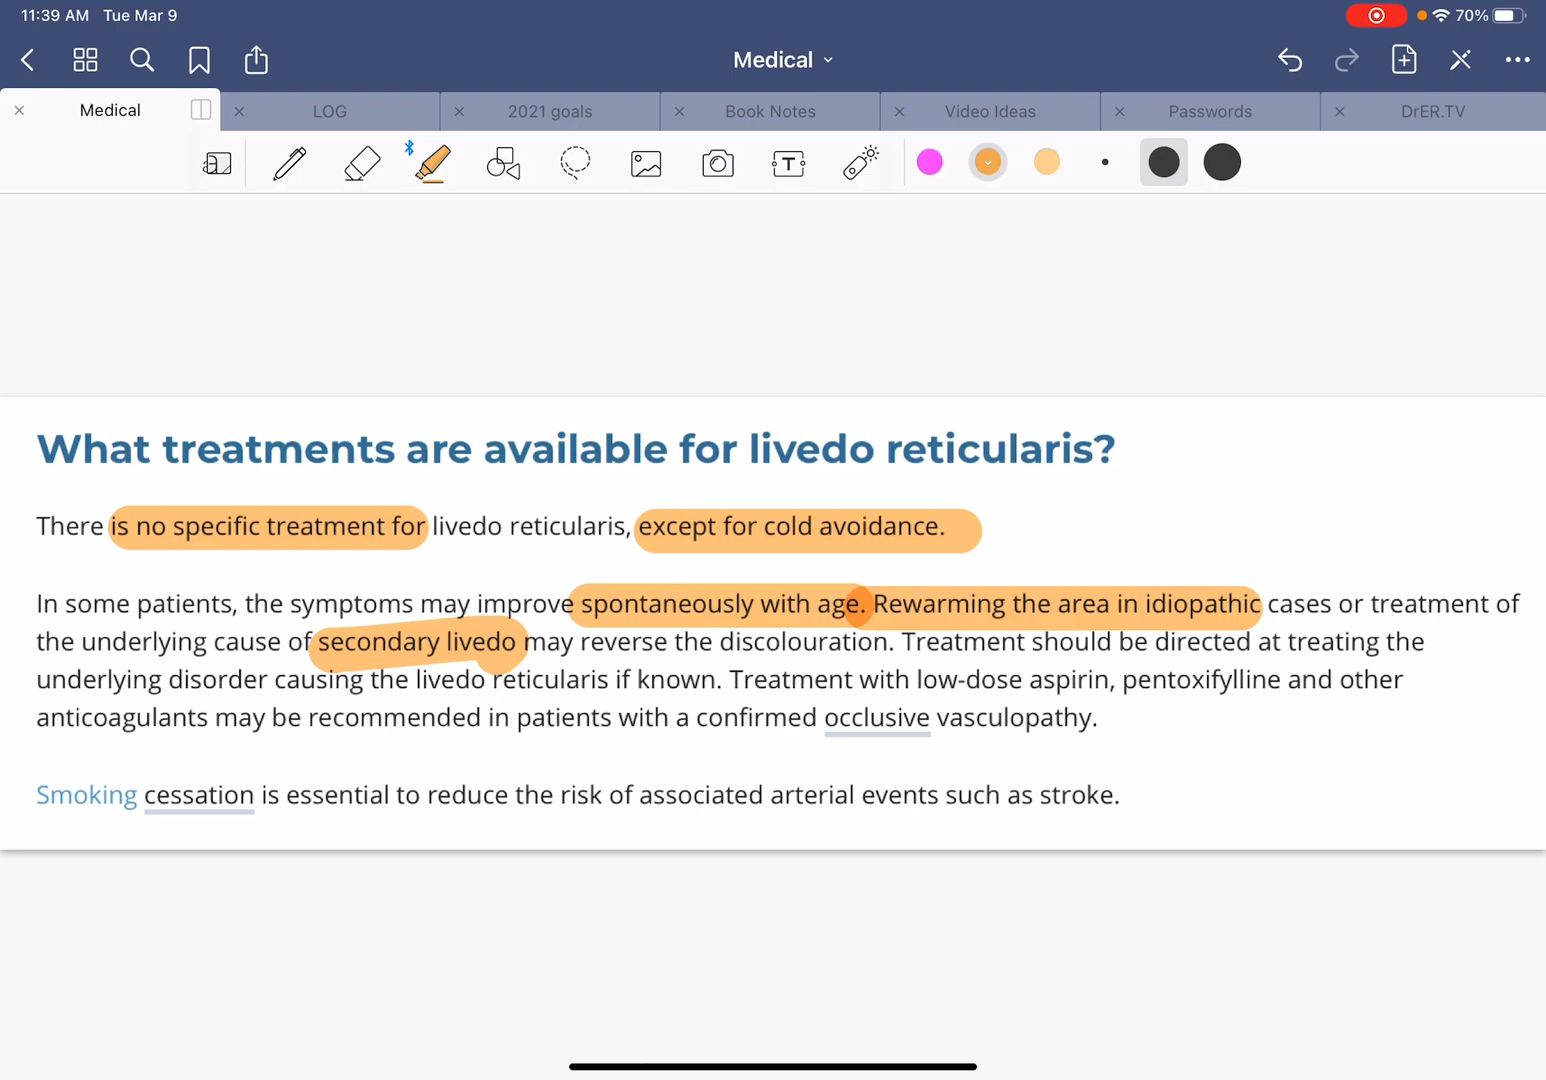 11:39 AM Tue Mar 9
70%
Medical
Medical
LOG
2021 goals
Book Notes
Video Ideas
Passwords
DrER.TV
What treatments are available for livedo reticularis?
There is no specific treatment for livedo reticularis, except for cold avoidance.
In some patients, the symptoms may improve spontaneously with age. Rewarming the area in idiopathic cases or treatment of
the underlying cause of secondary livedo may reverse the discolouration. Treatment should be directed at treating the
underlying disorder causing the livedo reticularis if known. Treatment with low-dose aspirin, pentoxifylline and other
anticoagulants may be recommended in patients with a confirmed occlusive vasculopathy.
Smoking cessation is essential to reduce the risk of associated arterial events such as stroke.